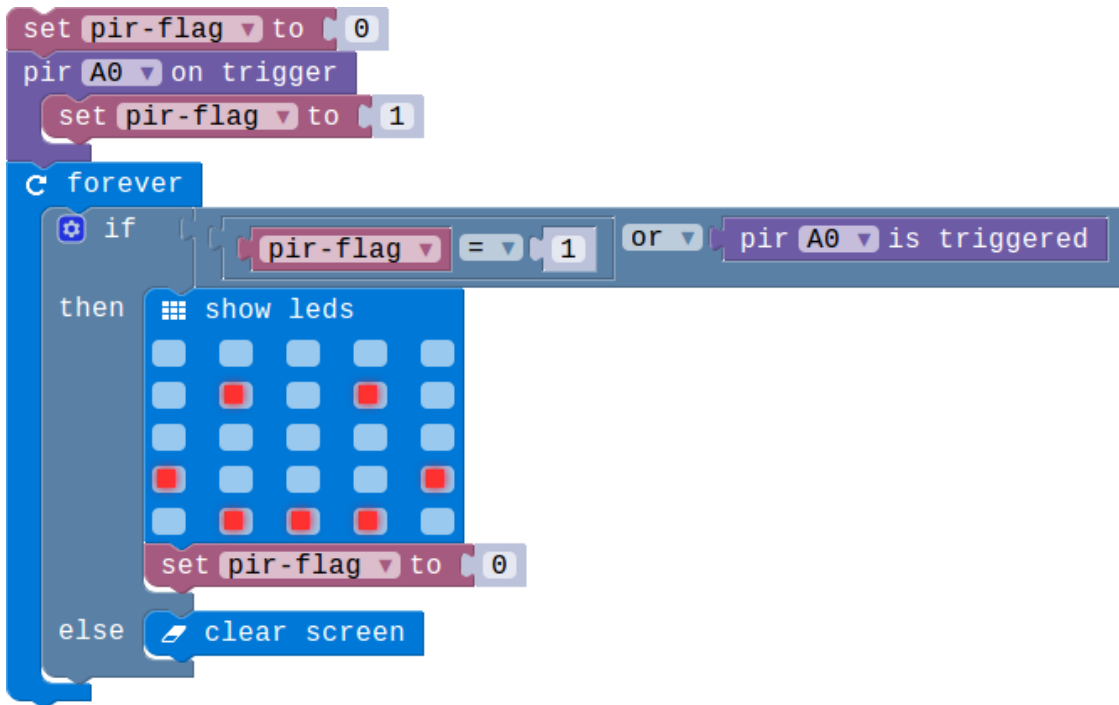 set pir-flag to 0
pir A0 on trigger
set pir-flag to 1
forever
if pir-flag = 1 or pir A0 is triggered
then show leds
set pir-flag to 0
else clear screen